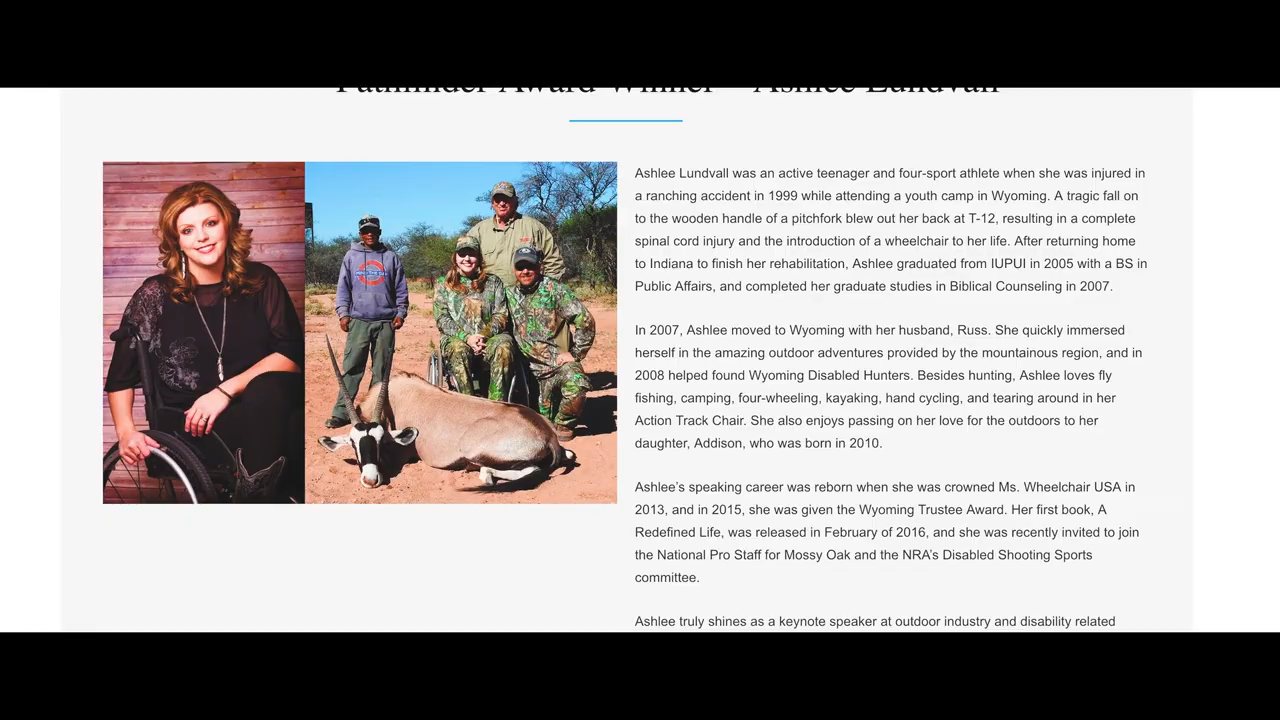 Pathfinder Award Winner – Ashlee Lundvall
Ashlee Lundvall was an active teenager and four-sport athlete when she was injured in
a ranching accident in 1999 while attending a youth camp in Wyoming. A tragic fall on
to the wooden handle of a pitchfork blew out her back at T-12, resulting in a complete
spinal cord injury and the introduction of a wheelchair to her life. After returning home
to Indiana to finish her rehabilitation, Ashlee graduated from IUPUI in 2005 with a BS in
Public Affairs, and completed her graduate studies in Biblical Counseling in 2007.
In 2007, Ashlee moved to Wyoming with her husband, Russ. She quickly immersed
herself in the amazing outdoor adventures provided by the mountainous region, and in
2008 helped found Wyoming Disabled Hunters. Besides hunting, Ashlee loves fly
fishing, camping, four-wheeling, kayaking, hand cycling, and tearing around in her
Action Track Chair. She also enjoys passing on her love for the outdoors to her
daughter, Addison, who was born in 2010.
Ashlee’s speaking career was reborn when she was crowned Ms. Wheelchair USA in
2013, and in 2015, she was given the Wyoming Trustee Award. Her first book, A
Redefined Life, was released in February of 2016, and she was recently invited to join
the National Pro Staff for Mossy Oak and the NRA’s Disabled Shooting Sports
committee.
Ashlee truly shines as a keynote speaker at outdoor industry and disability related